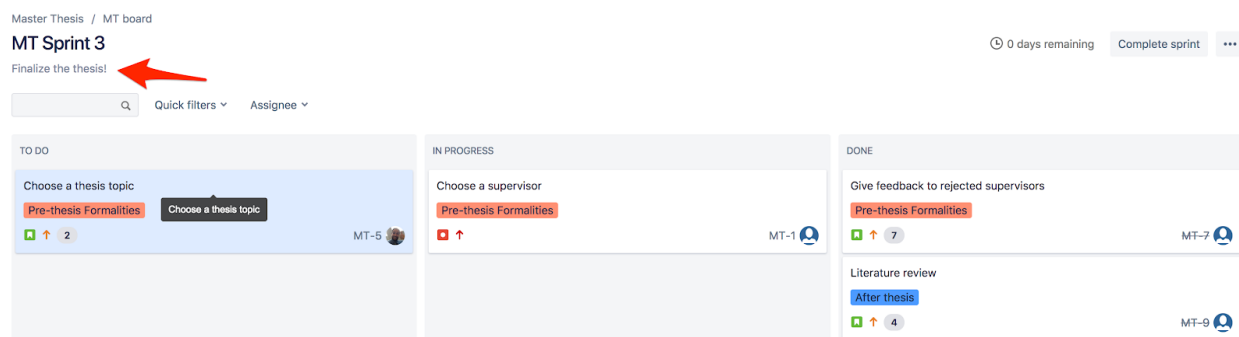 Master Thesis / MT board
MT Sprint 3
0 days remaining
Complete sprint
Finalize the thesis!
Quick filters
Assignee
TO DO
IN PROGRESS
DONE
Choose a thesis topic
Pre-thesis Formalities
Choose a thesis topic
2
MT-5
Choose a supervisor
Pre-thesis Formalities
MT-1
Give feedback to rejected supervisors
Pre-thesis Formalities
7
MT-7
Literature review
After thesis
4
MT-9